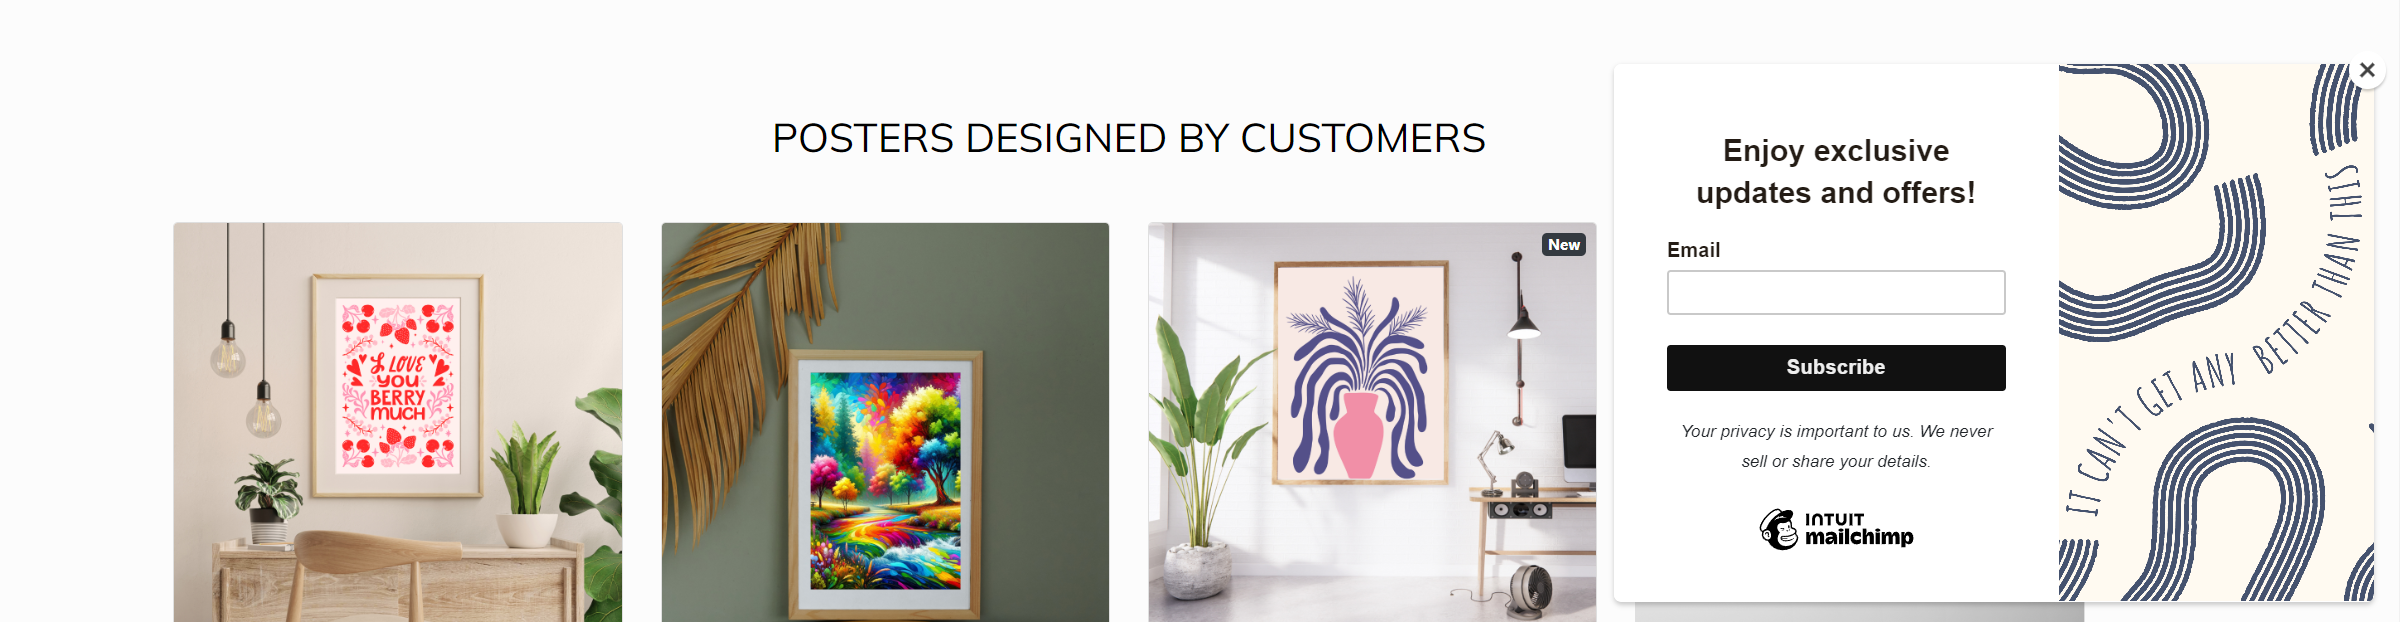 POSTERS DESIGNED BY CUSTOMERS
I LOVE
YOU
BERRY
MUCH
New
Enjoy exclusive
updates and offers!
Email
Subscribe
Your privacy is important to us. We never
sell or share your details.
INTUIT
mailchimp
IT CAN'T GET ANY BETTER THAN THIS